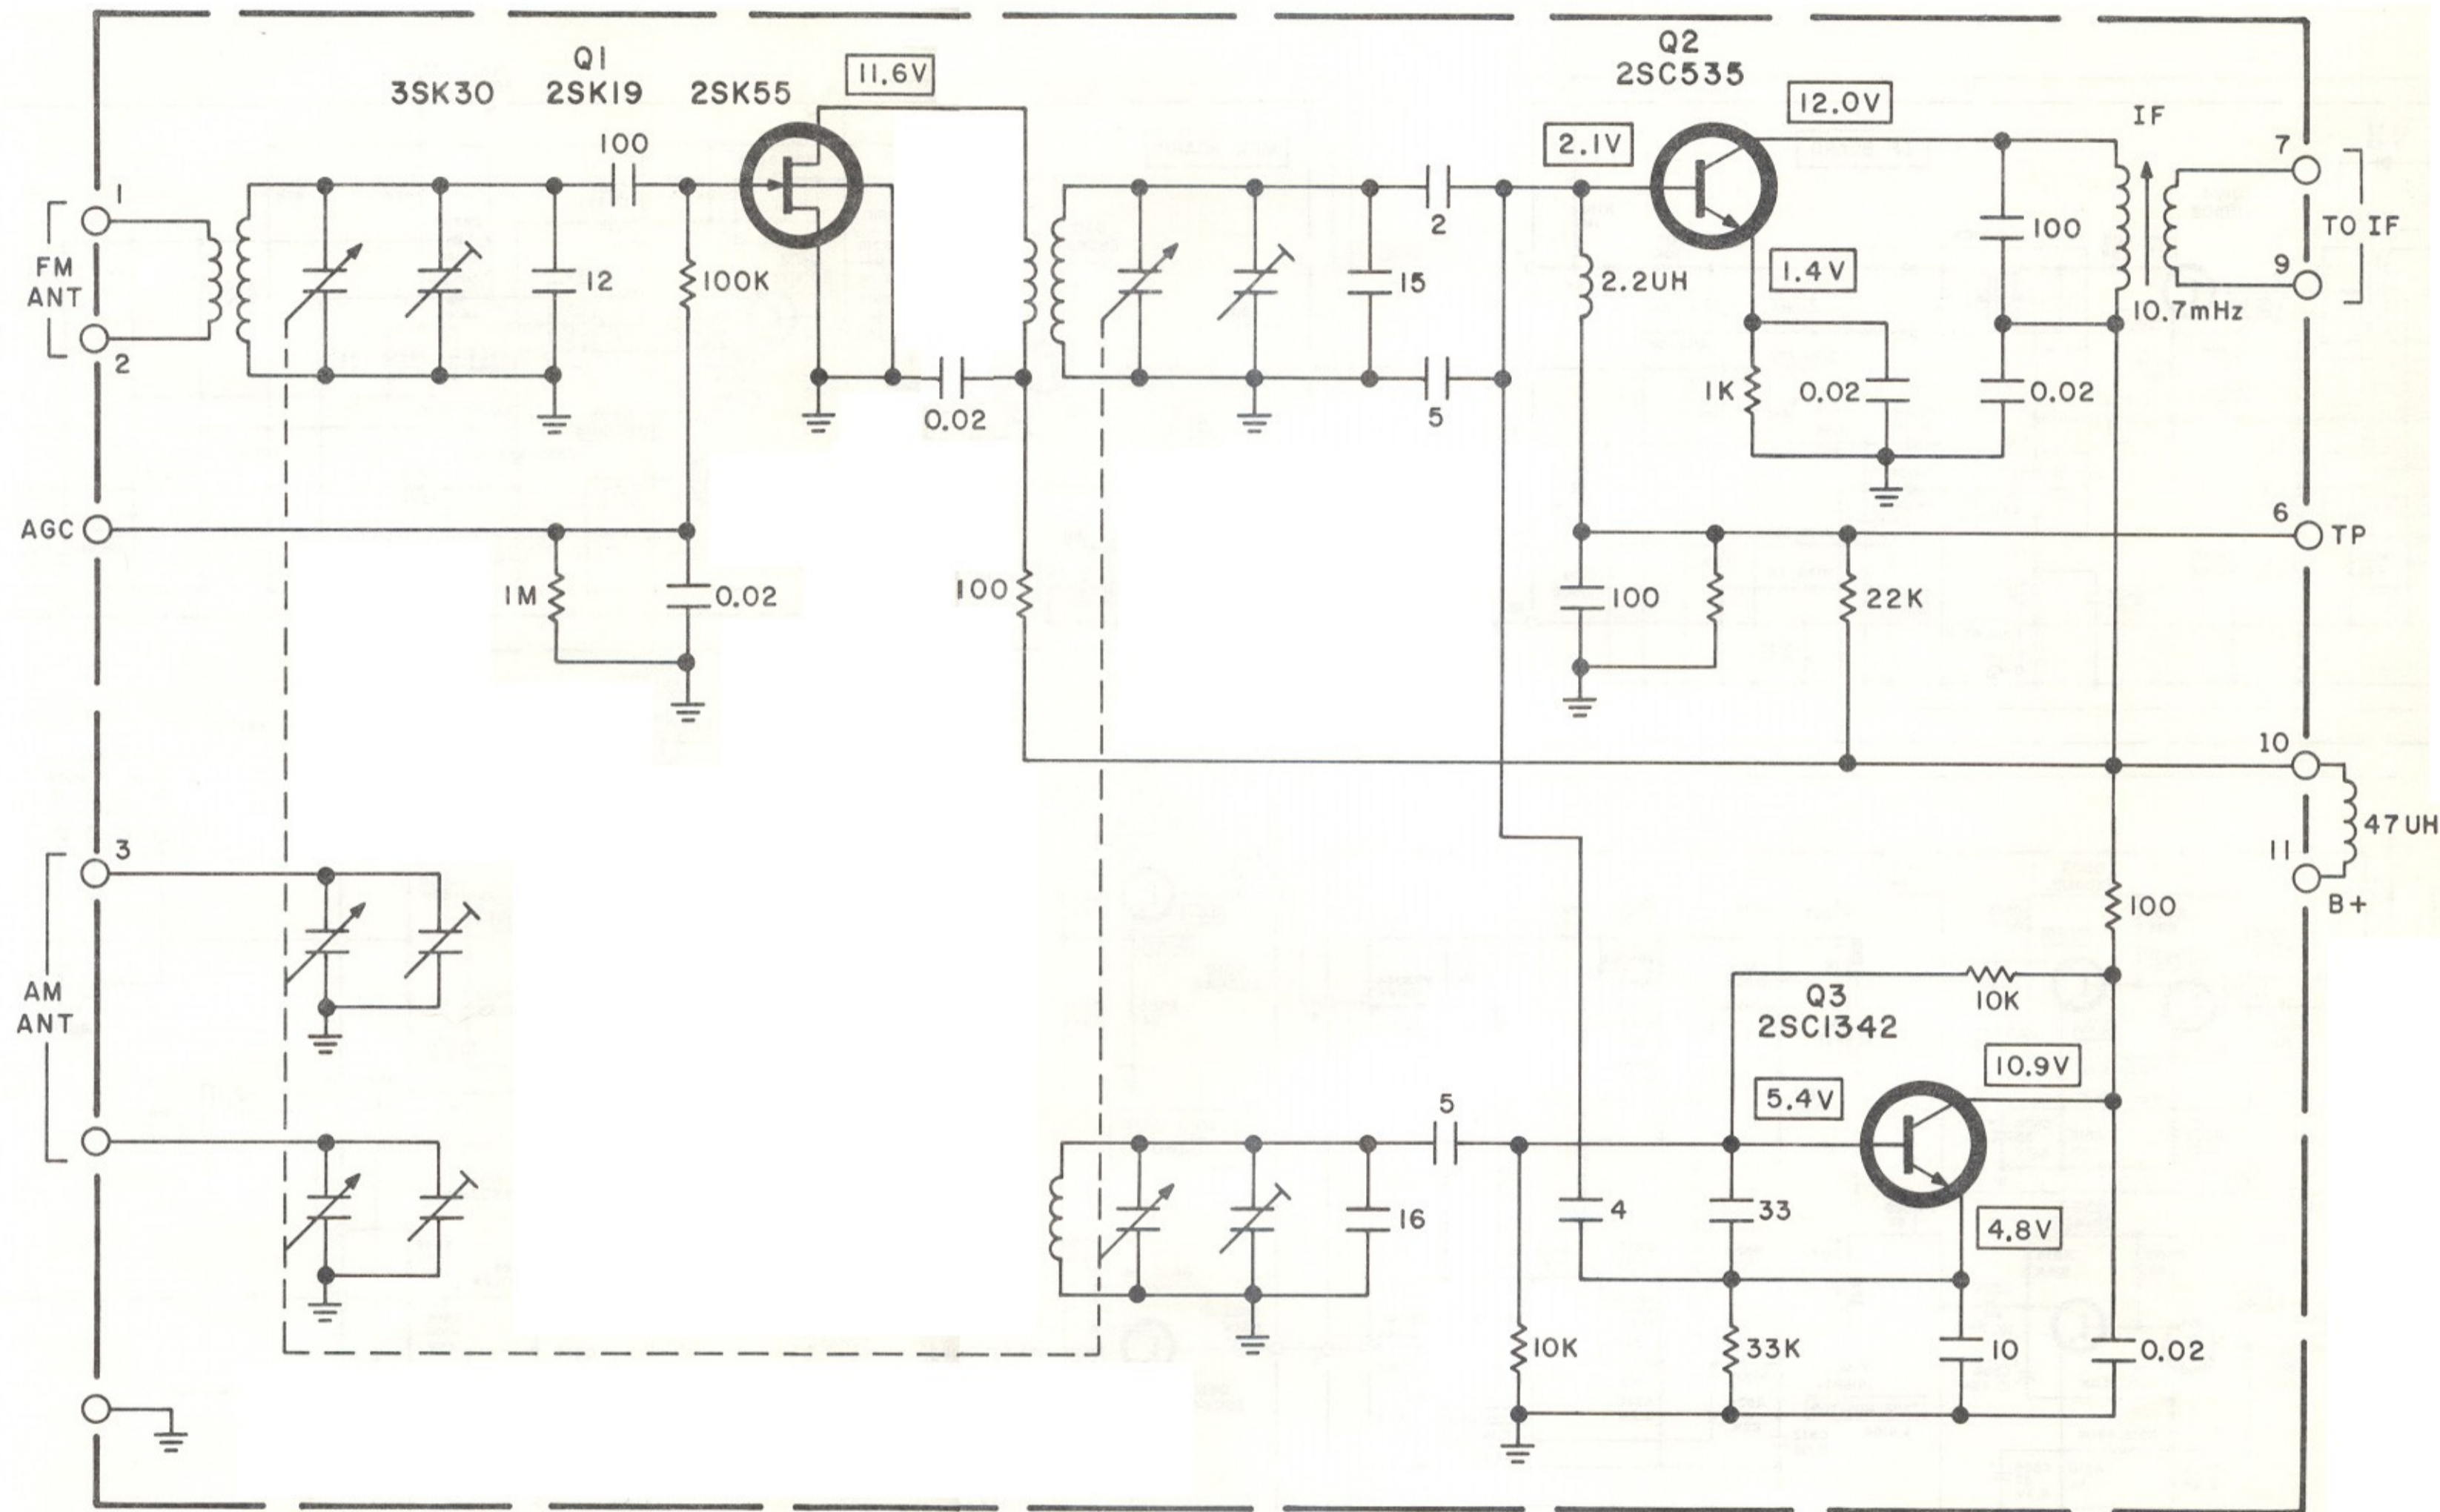 Q1
3SK30 2SK19 2SK55
11.6V
Q2
2SC535
12.0V
2.1V
IF
100
1
FM
ANT
2
12
100K
2
15
5
0.02
2.2UH
1.4V
1K
0.02
100
0.02
10.7mHz
7
TO IF
9
AGC
1M
0.02
100
100
22K
6
TP
10
47UH
11
B+
3
AM
ANT
100
10K
Q3
2SC1342
10.9V
5.4V
5
4.8V
16
4
33
10K
33K
10
0.02